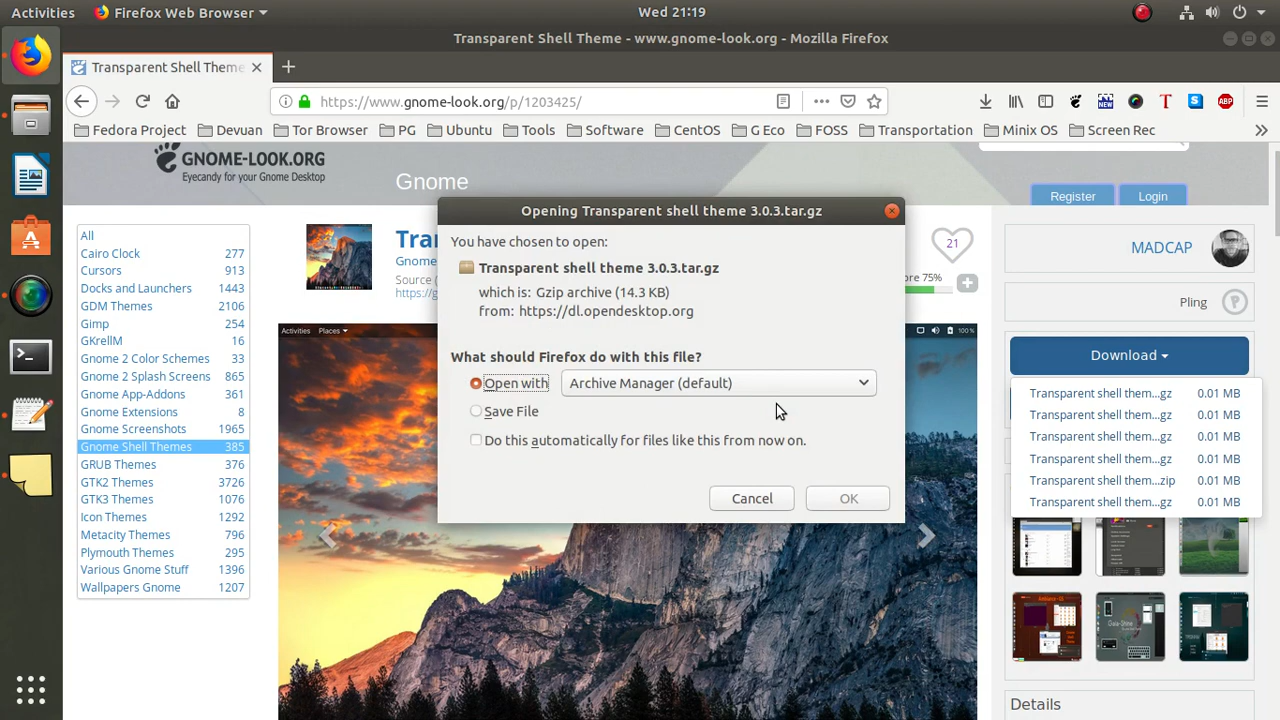 Activities Firefox Web Browser Wed 21:19
Transparent Shell Theme - www.gnome-look.org - Mozilla Firefox
Transparent Shell Theme
https://www.gnome-look.org/p/1203425/
Fedora Project Devuan Tor Browser PG Ubuntu Tools Software CentOS G Eco FOSS Transportation Minix OS Screen Rec
GNOME-LOOK.ORG
Eyecandy for your Gnome Desktop
Gnome
Register Login
All
Cairo Clock 277
Cursors 913
Docks and Launchers 1443
GDM Themes 2106
Gimp 254
GKrellM 16
Gnome 2 Color Schemes 33
Gnome 2 Splash Screens 865
Gnome App-Addons 361
Gnome Extensions 8
Gnome Screenshots 1965
Gnome Shell Themes 385
GRUB Themes 376
GTK2 Themes 3726
GTK3 Themes 1076
Icon Themes 1292
Metacity Themes 796
Plymouth Themes 295
Various Gnome Stuff 1396
Wallpapers Gnome 1207
Source
Activities Places
100 %
Opening Transparent shell theme 3.0.3.tar.gz
You have chosen to open:
Transparent shell theme 3.0.3.tar.gz
which is: Gzip archive (14.3 KB)
from: https://dl.opendesktop.org
What should Firefox do with this file?
Open with Archive Manager (default)
Save File
Do this automatically for files like this from now on.
Cancel OK
21
75%
MADCAP
Pling
Download
Transparent shell them...gz 0.01 MB
Transparent shell them...gz 0.01 MB
Transparent shell them...gz 0.01 MB
Transparent shell them...gz 0.01 MB
Transparent shell them...zip 0.01 MB
Transparent shell them...gz 0.01 MB
Details